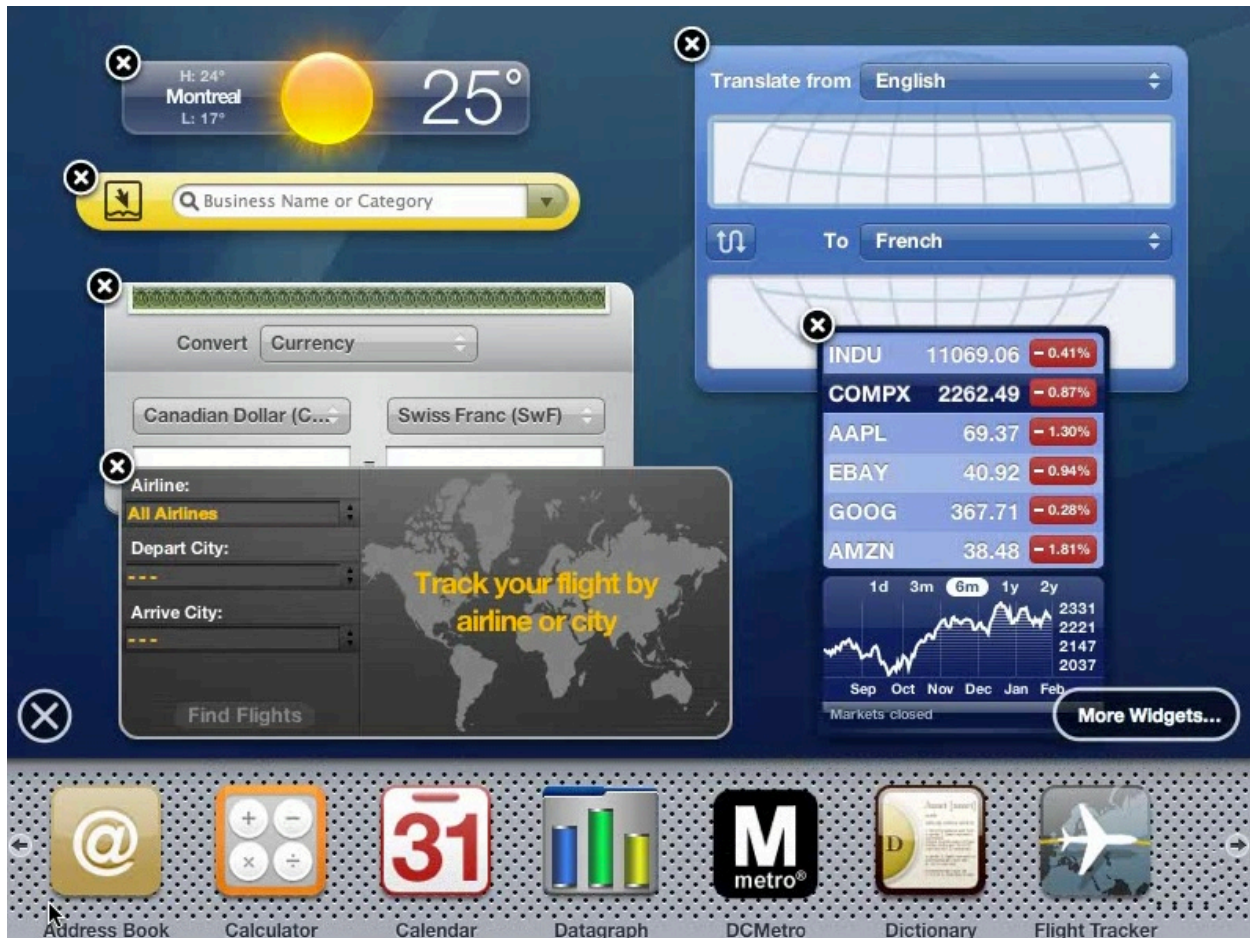 H: 24°
Montreal
L: 17°
25°
Business Name or Category
Translate from English
To French
Convert Currency
Canadian Dollar (C... Swiss Franc (SwF)
=
Airline:
All Airlines
Depart City:
---
Arrive City:
---
Find Flights
Track your flight by
airline or city
INDU 11069.06 – 0.41%
COMPX 2262.49 – 0.87%
AAPL 69.37 – 1.30%
EBAY 40.92 – 0.94%
GOOG 367.71 – 0.28%
AMZN 38.48 – 1.81%
1d 3m 6m 1y 2y
2331
2221
2147
2037
Sep Oct Nov Dec Jan Feb
Markets closed
More Widgets...
@
+ −
× ÷
31
M
metro®
D
Address Book Calculator Calendar Datagraph DCMetro Dictionary Flight Tracker